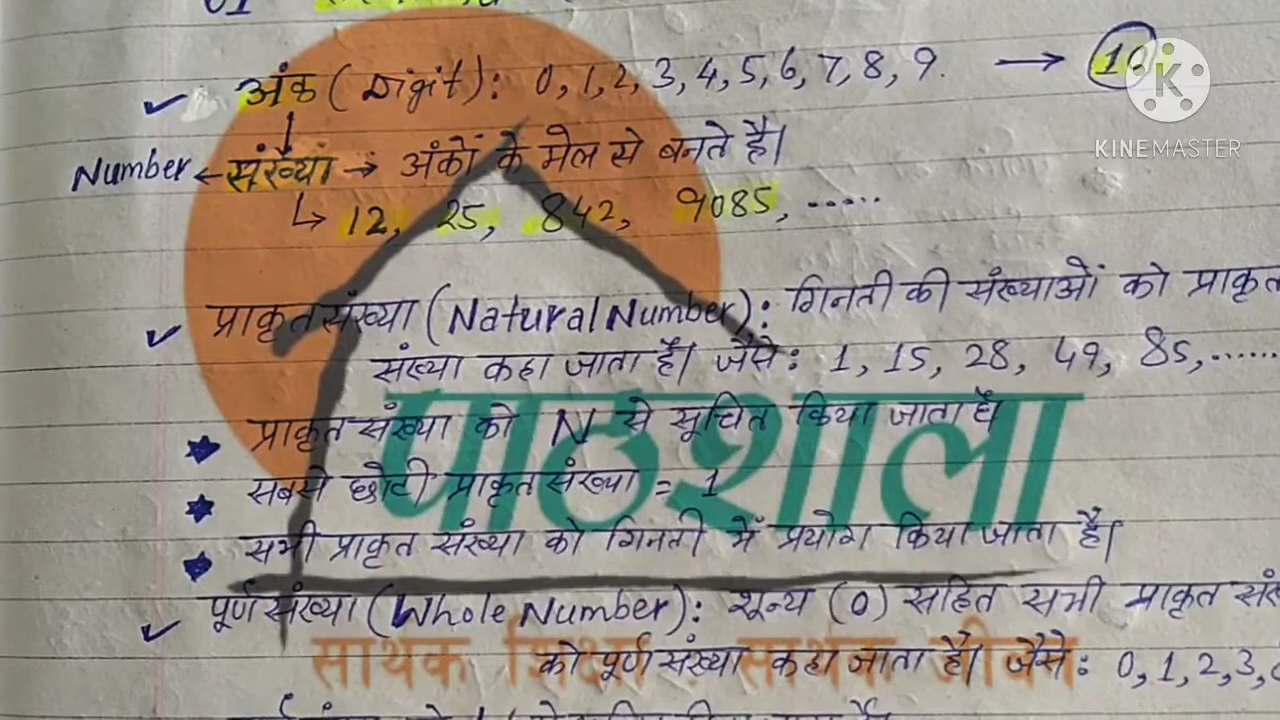 01
✓ अंक (Digit): 0, 1, 2, 3, 4, 5, 6, 7, 8, 9. → 10
KINEMASTER
Number ← संख्या → अंकों के मेल से बनते है।
↳ 12, 25, 842, 9085, .....
✓ प्राकृत संख्या (Natural Number): गिनती की संख्याओं को प्राकृत
संख्या कहा जाता है। जैसे: 1, 15, 28, 49, 85, ......
★ प्राकृत संख्या को N से सूचित किया जाता है
★ सबसे छोटी प्राकृत संख्या = 1
पाठशाला
★ सभी प्राकृत संख्या को गिनती में प्रयोग किया जाता है।
✓ पूर्ण संख्या (Whole Number): शून्य (0) सहित सभी प्राकृत
को पूर्ण संख्या कहा जाता है। जैसे: 0, 1, 2, 3,